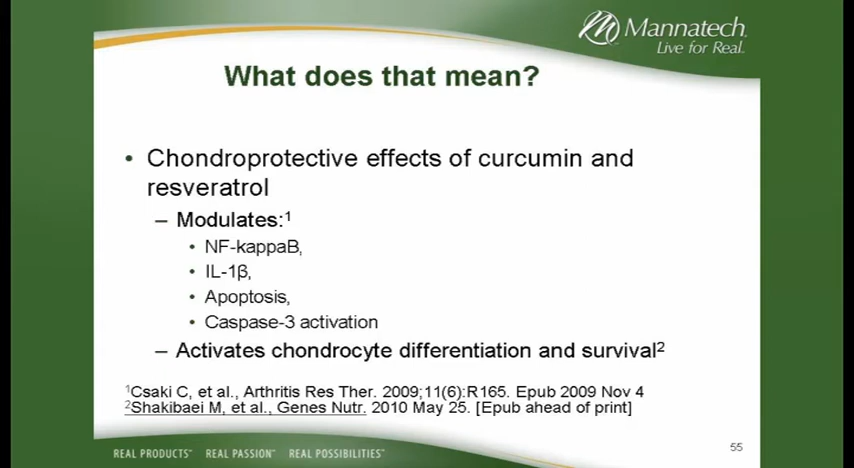 Mannatech
Live for Real.
What does that mean?
• Chondroprotective effects of curcumin and
resveratrol
– Modulates:¹
• NF-kappaB,
• IL-1β,
• Apoptosis,
• Caspase-3 activation
– Activates chondrocyte differentiation and survival²
¹Csaki C, et al., Arthritis Res Ther. 2009;11(6):R165. Epub 2009 Nov 4
²Shakibaei M, et al., Genes Nutr. 2010 May 25. [Epub ahead of print]
55
REAL PRODUCTS℠ REAL PASSION℠ REAL POSSIBILITIES℠